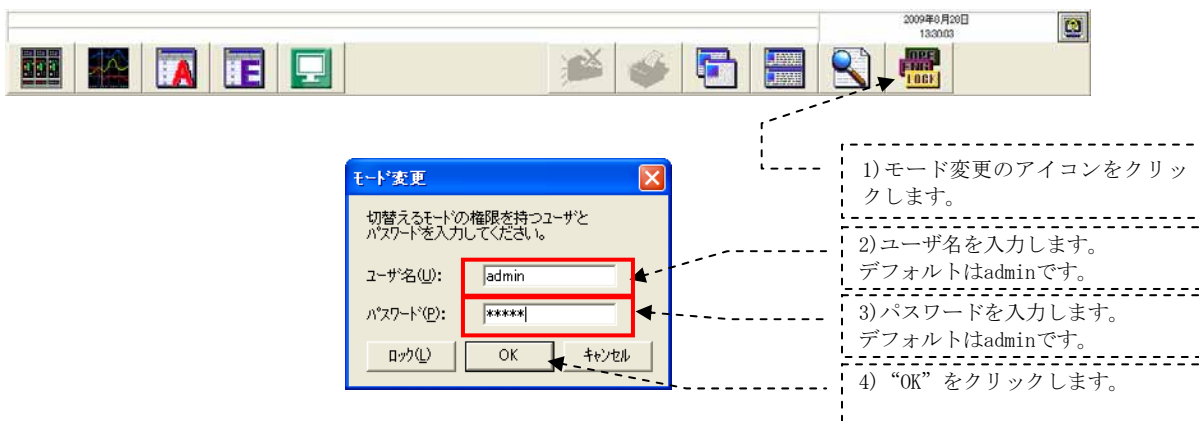 2009年8月28日
13:30:03
A
E
OPE
ENG
LOCK
1)モード変更のアイコンをクリッ
クします。
モード変更
切替えるモードの権限を持つユーザと
パスワードを入力してください。
2)ユーザ名を入力します。
デフォルトはadminです。
ユーザ名(U): admin
3)パスワードを入力します。
デフォルトはadminです。
パスワード(P): *****
ロック(L) OK キャンセル
4) “OK”をクリックします。